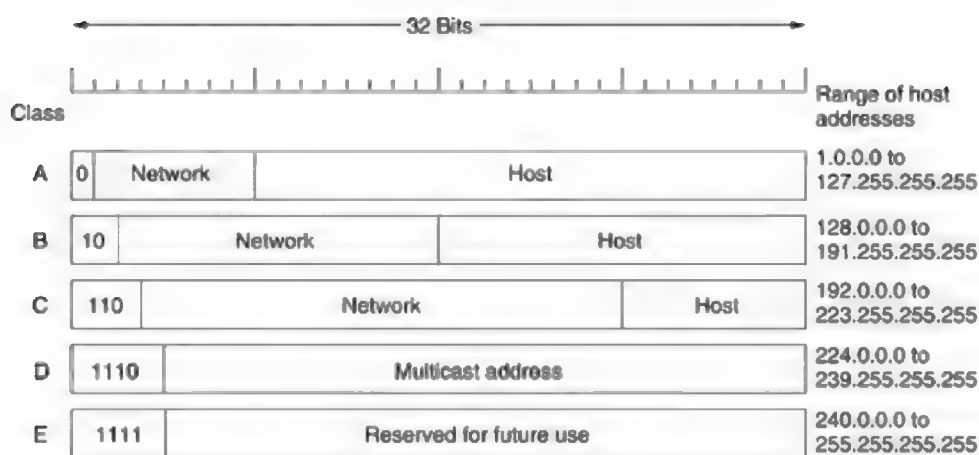 32 Bits
Class
Range of host
addresses
A
0
Network
Host
1.0.0.0 to
127.255.255.255
B
10
Network
Host
128.0.0.0 to
191.255.255.255
C
110
Network
Host
192.0.0.0 to
223.255.255.255
D
1110
Multicast address
224.0.0.0 to
239.255.255.255
E
1111
Reserved for future use
240.0.0.0 to
255.255.255.255